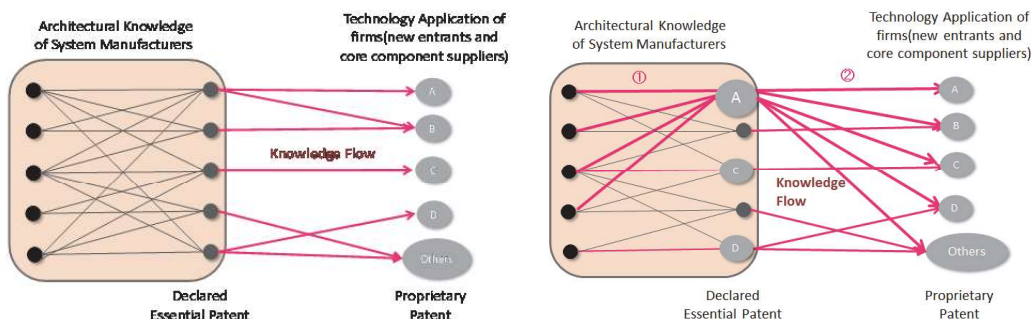 Architectural Knowledge
of System Manufacturers
Technology Application of
firms(new entrants and
core component suppliers)
A
B
Knowledge Flow
C
D
Others
Declared
Essential Patent
Proprietary
Patent
Architectural Knowledge
of System Manufacturers
Technology Application of
firms(new entrants and
core component suppliers)
①
②
A
A
B
C
C
Knowledge
Flow
D
D
Others
Declared
Essential Patent
Proprietary
Patent